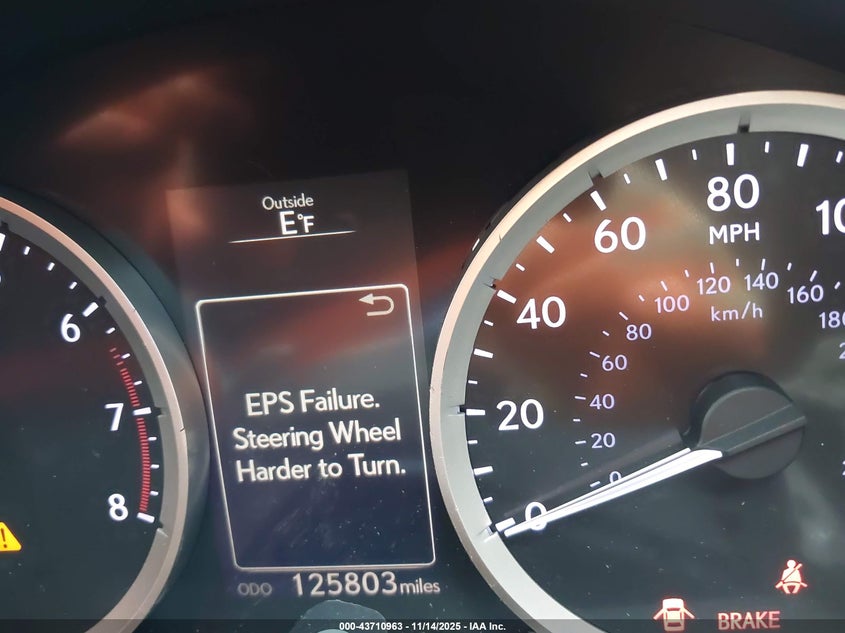 Outside
E°F
EPS Failure.
Steering Wheel
Harder to Turn.
ODO 125803 miles
6
7
8
0
20
40
60
80
MPH
0
20
40
60
80
100
120
140
160
180
km/h
BRAKE
000-43710963 - 11/14/2025 - IAA Inc.